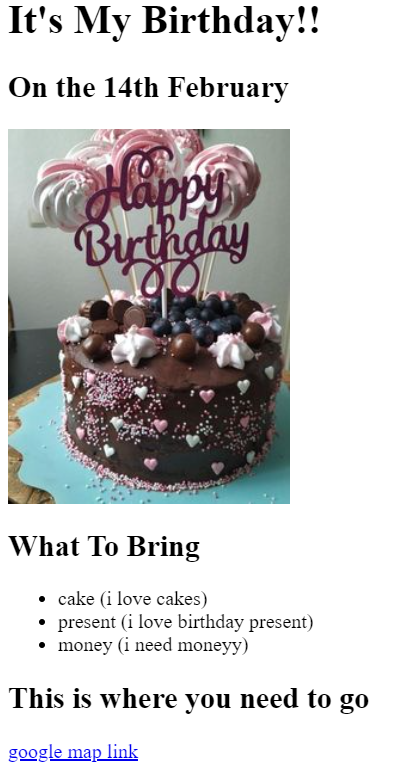 It's My Birthday!!
On the 14th February
Happy
Birthday
What To Bring
cake (i love cakes)
present (i love birthday present)
money (i need moneyy)
This is where you need to go
google map link